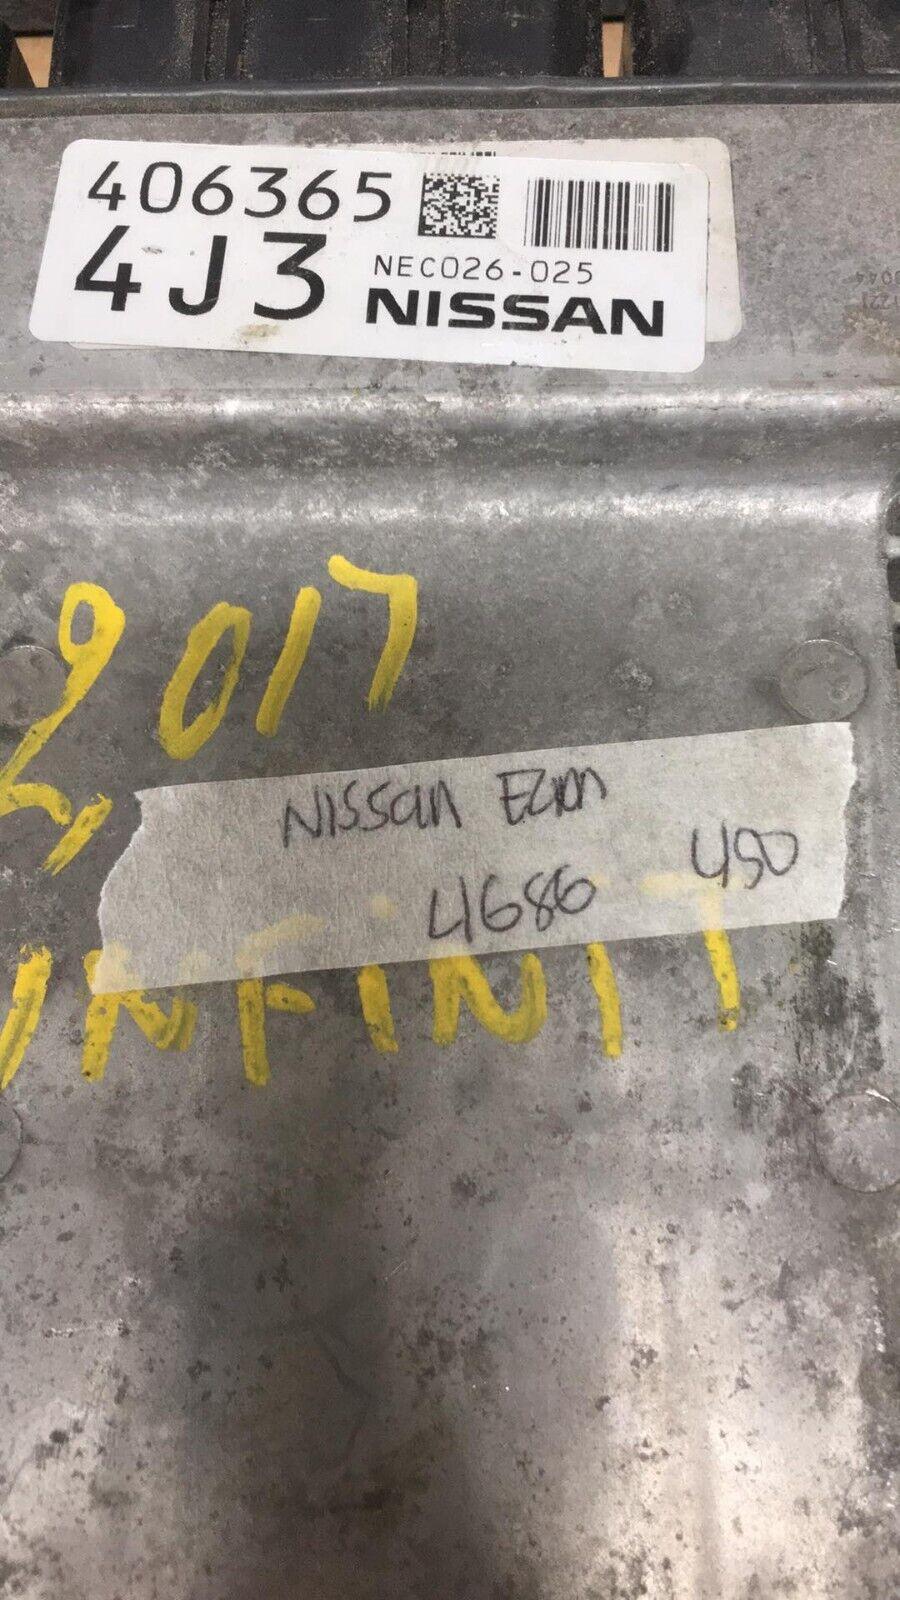 406365
4J3
NEC026-025
NISSAN
2017
NISSAN ECM
4686 450
INFINIT